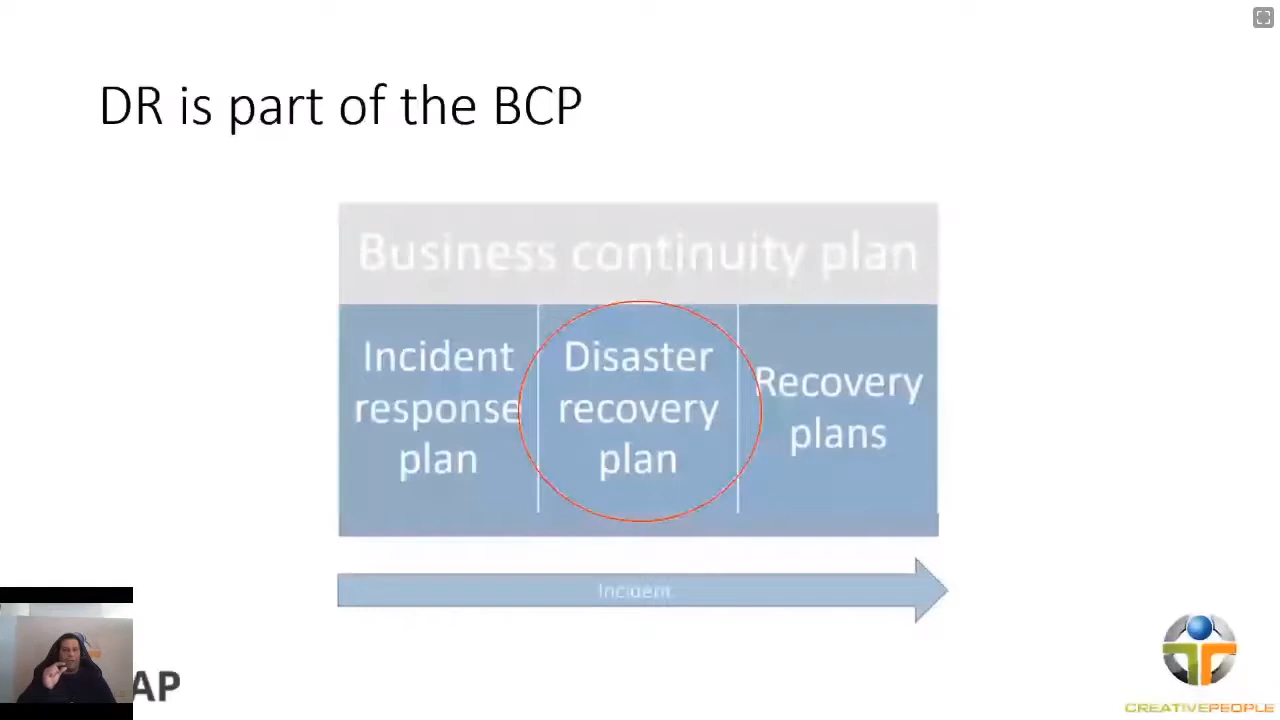 DR is part of the BCP
Business continuity plan
Incident
response
plan
Disaster
recovery
plan
Recovery
plans
Incident
AP
CREATIVEPEOPLE